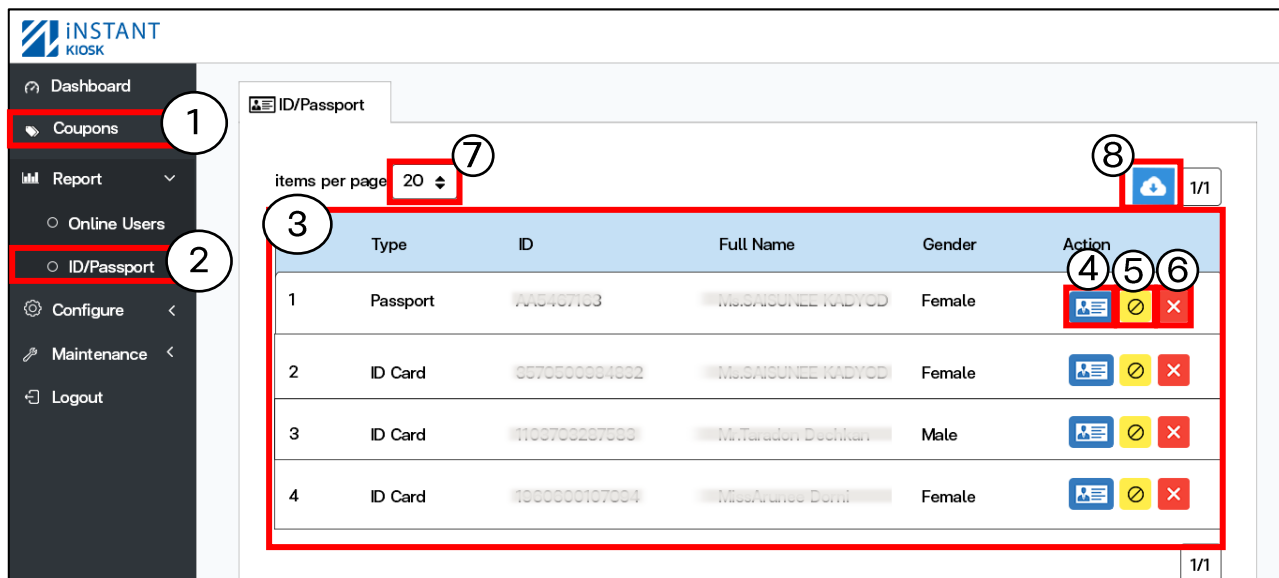 iNSTANT
KIOSK
Dashboard
Coupons
1
Report
Online Users
ID/Passport
2
Configure
Maintenance
Logout
ID/Passport
items per page 20
7
8
1/1
3
Type ID Full Name Gender Action
4 5 6
1 Passport Female
2 ID Card Female
3 ID Card Male
4 ID Card Female
1/1